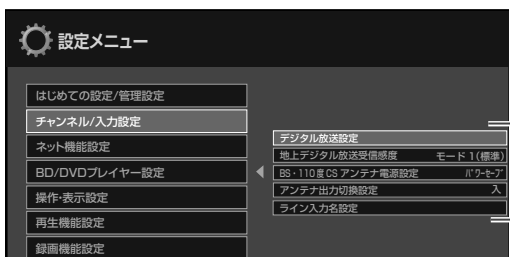 設定メニュー
はじめての設定/管理設定
チャンネル/入力設定
ネット機能設定
BD/DVDプレイヤー設定
操作・表示設定
再生機能設定
録画機能設定
デジタル放送設定
地上デジタル放送受信感度 モード1(標準)
BS・110度CSアンテナ電源設定 ﾊﾟﾜｰｾｰﾌﾞ
アンテナ出力切換設定 入
ライン入力名設定